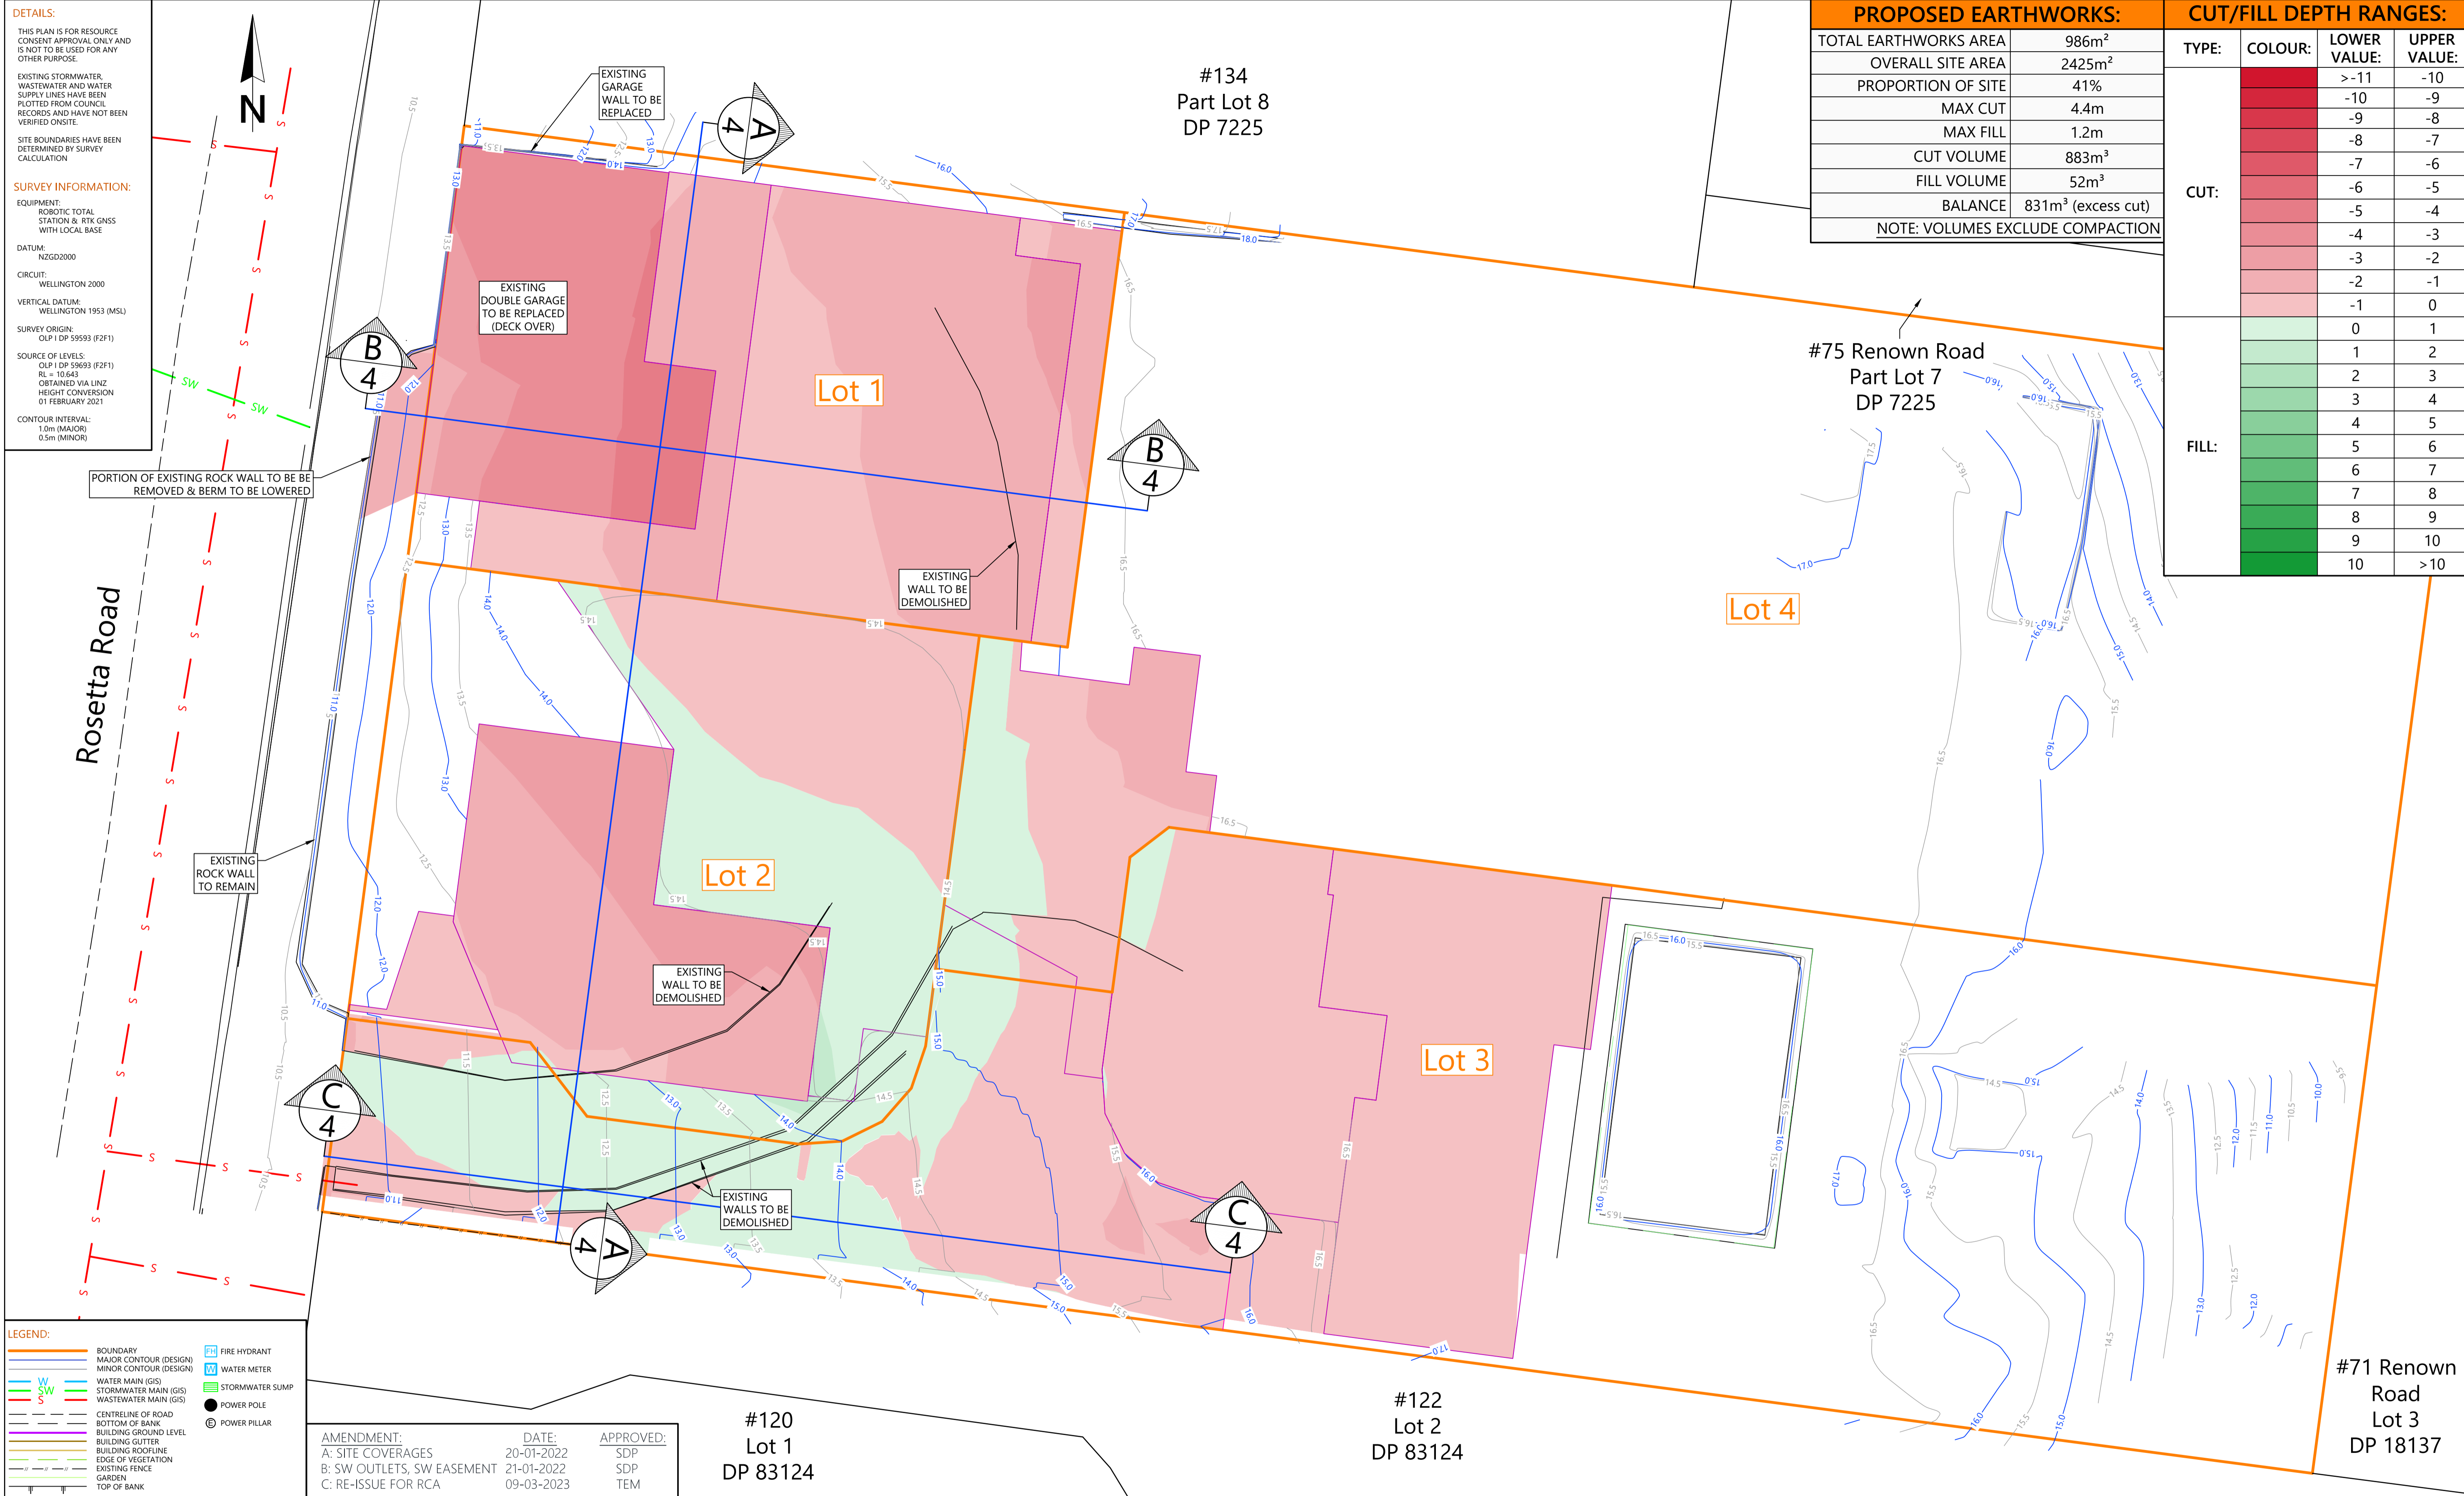 DETAILS:
THIS PLAN IS FOR RESOURCE
CONSENT APPROVAL ONLY AND
IS NOT TO BE USED FOR ANY
OTHER PURPOSE.
EXISTING STORMWATER,
WASTEWATER AND WATER
SUPPLY LINES HAVE BEEN
PLOTTED FROM COUNCIL
RECORDS AND HAVE NOT BEEN
VERIFIED ONSITE.
SITE BOUNDARIES HAVE BEEN
DETERMINED BY SURVEY
CALCULATION
SURVEY INFORMATION:
EQUIPMENT:
ROBOTIC TOTAL
STATION & RTK GNSS
WITH LOCAL BASE
DATUM:
NZGD2000
CIRCUIT:
WELLINGTON 2000
VERTICAL DATUM:
WELLINGTON 1953 (MSL)
SURVEY ORIGIN:
OLP I DP 59593 (F2F1)
SOURCE OF LEVELS:
OLP I DP 59693 (F2F1)
RL = 10.643
OBTAINED VIA LINZ
HEIGHT CONVERSION
01 FEBRUARY 2021
CONTOUR INTERVAL:
1.0m (MAJOR)
0.5m (MINOR)
N
PROPOSED EARTHWORKS:
TOTAL EARTHWORKS AREA 986m²
OVERALL SITE AREA 2425m²
PROPORTION OF SITE 41%
MAX CUT 4.4m
MAX FILL 1.2m
CUT VOLUME 883m³
FILL VOLUME 52m³
BALANCE 831m³ (excess cut)
NOTE: VOLUMES EXCLUDE COMPACTION
CUT/FILL DEPTH RANGES:
TYPE: COLOUR: LOWER VALUE: UPPER VALUE:
CUT:
>-11 -10
-10 -9
-9 -8
-8 -7
-7 -6
-6 -5
-5 -4
-4 -3
-3 -2
-2 -1
-1 0
FILL:
0 1
1 2
2 3
3 4
4 5
5 6
6 7
7 8
8 9
9 10
10 >10
#134
Part Lot 8
DP 7225
EXISTING
GARAGE
WALL TO BE
REPLACED
A
4
EXISTING
DOUBLE GARAGE
TO BE REPLACED
(DECK OVER)
B
4
Lot 1
B
4
#75 Renown Road
Part Lot 7
DP 7225
PORTION OF EXISTING ROCK WALL TO BE BE
REMOVED & BERM TO BE LOWERED
EXISTING
WALL TO BE
DEMOLISHED
Lot 4
Rosetta Road
EXISTING
ROCK WALL
TO REMAIN
Lot 2
EXISTING
WALL TO BE
DEMOLISHED
Lot 3
C
4
EXISTING
WALLS TO BE
DEMOLISHED
C
4
A
4
LEGEND:
BOUNDARY
MAJOR CONTOUR (DESIGN)
MINOR CONTOUR (DESIGN)
W WATER MAIN (GIS)
SW STORMWATER MAIN (GIS)
S WASTEWATER MAIN (GIS)
CENTRELINE OF ROAD
BOTTOM OF BANK
BUILDING GROUND LEVEL
BUILDING GUTTER
BUILDING ROOFLINE
EDGE OF VEGETATION
EXISTING FENCE
GARDEN
TOP OF BANK
FH FIRE HYDRANT
W WATER METER
STORMWATER SUMP
POWER POLE
E POWER PILLAR
AMENDMENT: DATE: APPROVED:
A: SITE COVERAGES 20-01-2022 SDP
B: SW OUTLETS, SW EASEMENT 21-01-2022 SDP
C: RE-ISSUE FOR RCA 09-03-2023 TEM
#120
Lot 1
DP 83124
#122
Lot 2
DP 83124
#71 Renown
Road
Lot 3
DP 18137